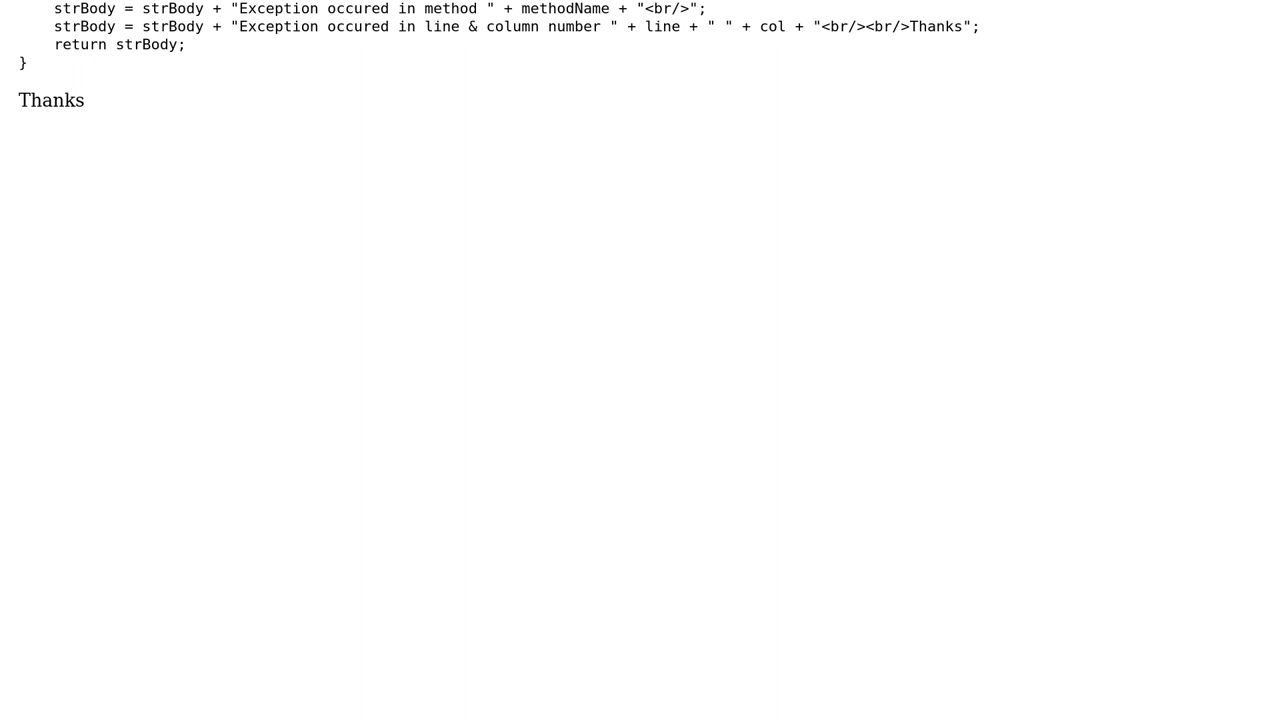 strBody = strBody + "Exception occured in method " + methodName + "<br/>";
strBody = strBody + "Exception occured in line & column number " + line + " " + col + "<br/><br/>Thanks";
return strBody;
}
Thanks